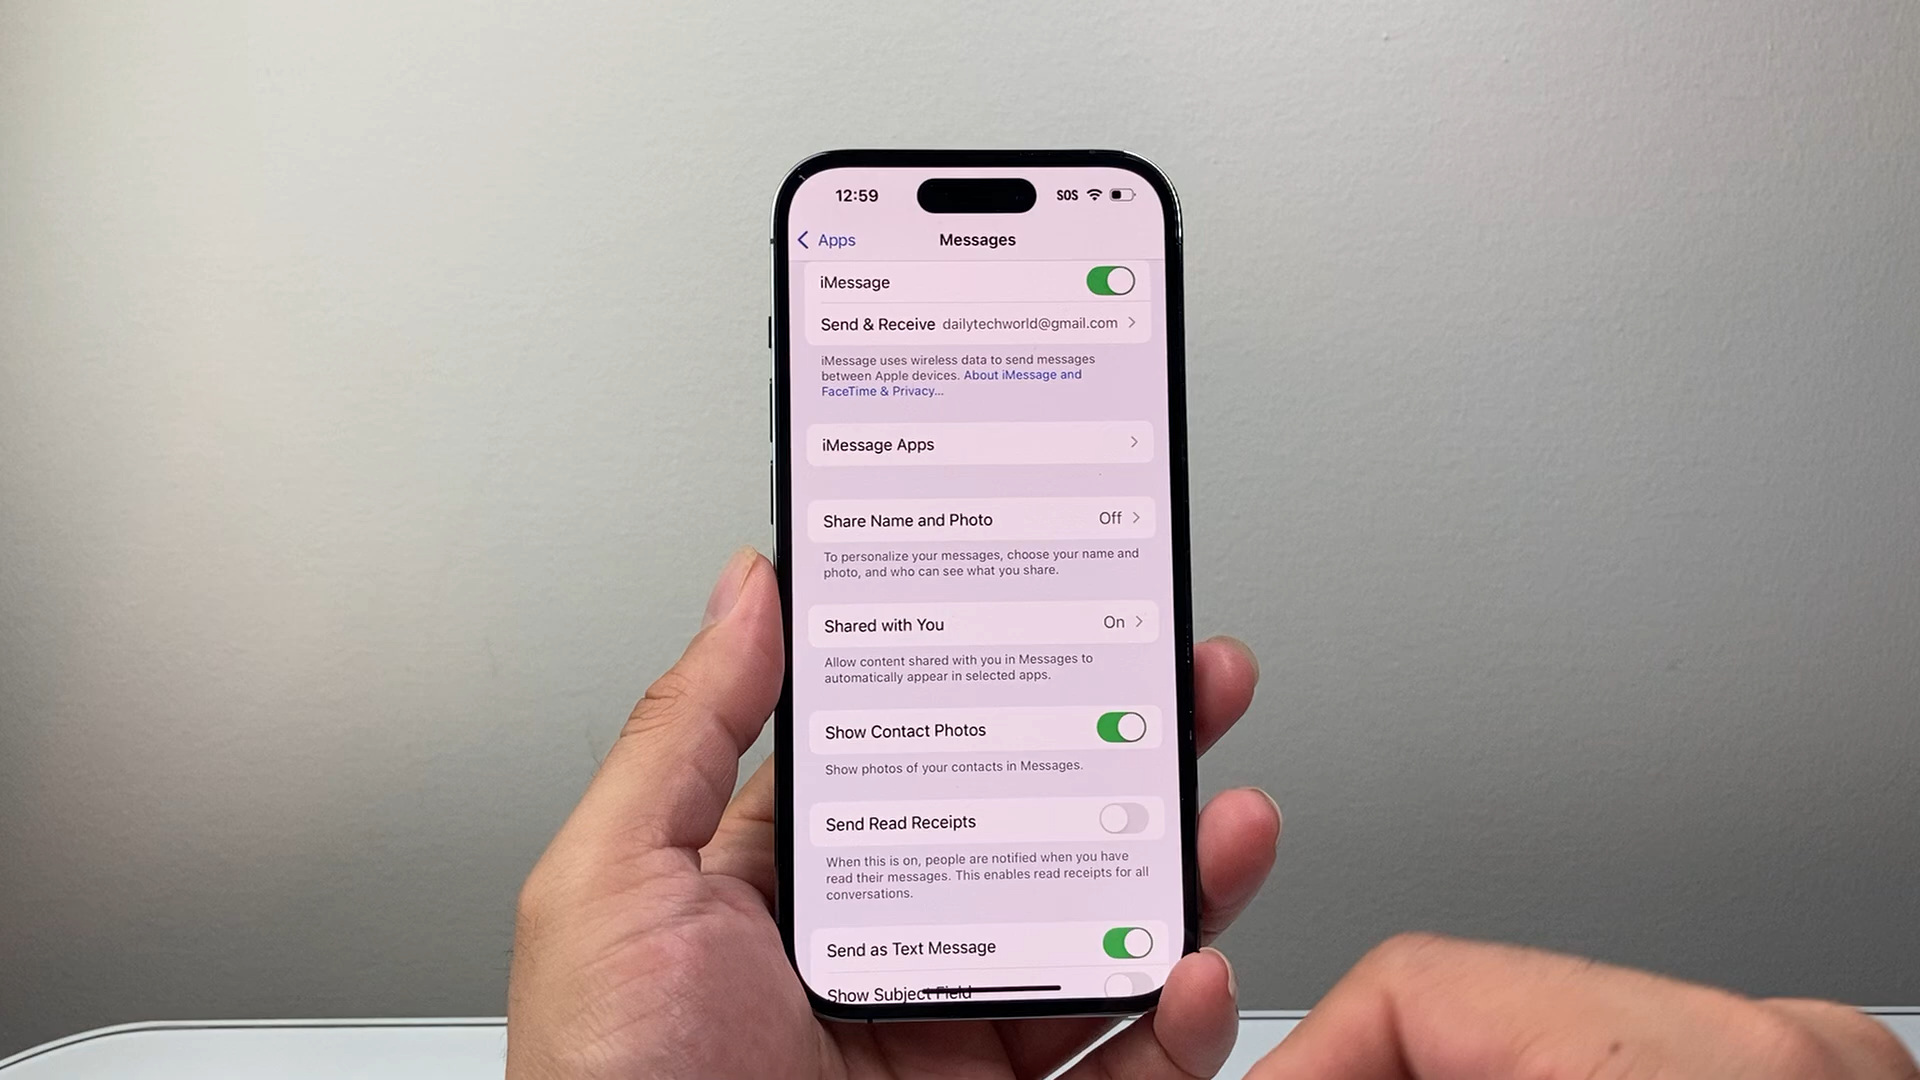 12:59
SOS
Apps
Messages
iMessage
Send & Receive dailytechworld@gmail.com
iMessage uses wireless data to send messages
between Apple devices. About iMessage and
FaceTime & Privacy...
iMessage Apps
Share Name and Photo Off
To personalize your messages, choose your name and
photo, and who can see what you share.
Shared with You On
Allow content shared with you in Messages to
automatically appear in selected apps.
Show Contact Photos
Show photos of your contacts in Messages.
Send Read Receipts
When this is on, people are notified when you have
read their messages. This enables read receipts for all
conversations.
Send as Text Message
Show Subject Field